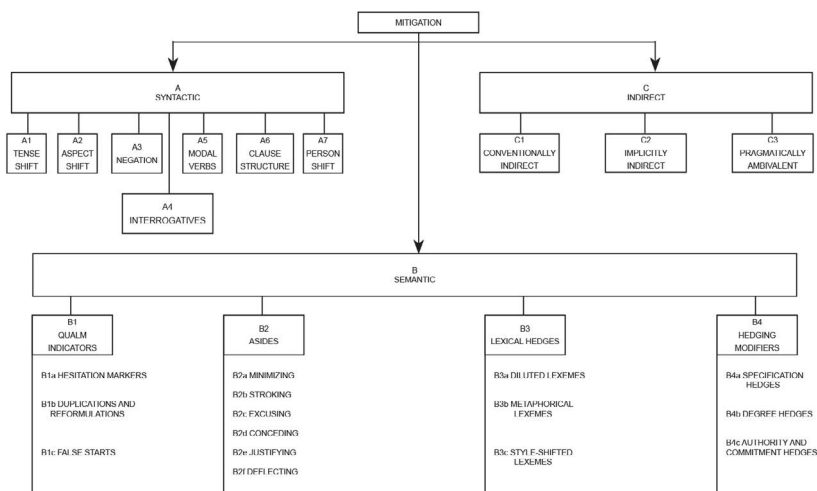 MITIGATION
A
SYNTACTIC
C
INDIRECT
A1
TENSE
SHIFT
A2
ASPECT
SHIFT
A3
NEGATION
A5
MODAL
VERBS
A6
CLAUSE
STRUCTURE
A7
PERSON
SHIFT
C1
CONVENTIONALLY
INDIRECT
C2
IMPLICITLY
INDIRECT
C3
PRAGMATICALLY
AMBIVALENT
A4
INTERROGATIVES
B
SEMANTIC
B1
QUALM
INDICATORS
B1a HESITATION MARKERS
B1b DUPLICATIONS AND
REFORMULATIONS
B1c FALSE STARTS
B2
ASIDES
B2a MINIMIZING
B2b STROKING
B2c EXCUSING
B2d CONCEDING
B2e JUSTIFYING
B2f DEFLECTING
B3
LEXICAL HEDGES
B3a DILUTED LEXEMES
B3b METAPHORICAL
LEXEMES
B3c STYLE-SHIFTED
LEXEMES
B4
HEDGING
MODIFIERS
B4a SPECIFICATION
HEDGES
B4b DEGREE HEDGES
B4c AUTHORITY AND
COMMITMENT HEDGES